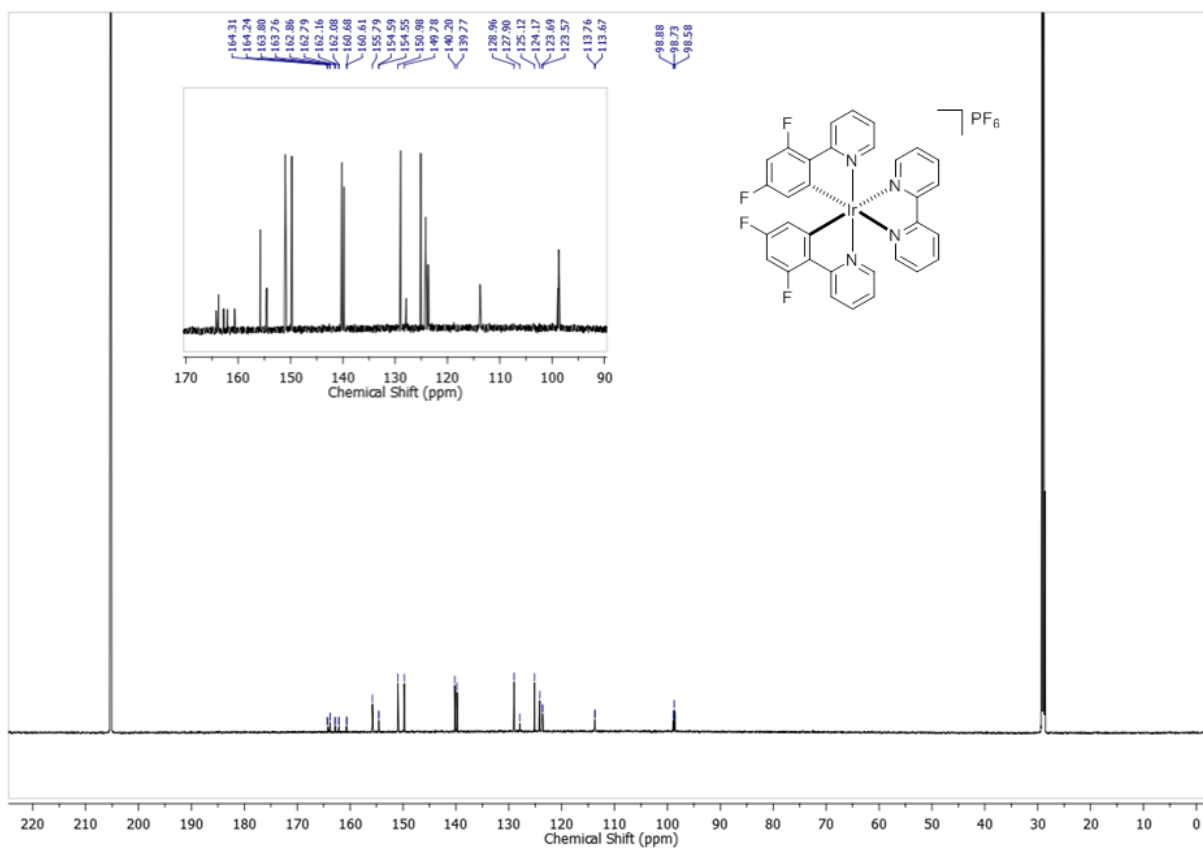 164.31
164.24
163.80
163.76
162.86
162.79
162.16
162.08
160.68
160.61
155.79
154.59
154.55
150.98
149.78
140.20
139.77
128.96
127.90
125.12
124.17
123.69
123.57
113.76
113.67
98.88
98.73
98.58
170 160 150 140 130 120 110 100 90
Chemical Shift (ppm)
PF6
F
N
F
N
Ir
F
N
N
F
220 210 200 190 180 170 160 150 140 130 120 110 100 90 80 70 60 50 40 30 20 10 0
Chemical Shift (ppm)